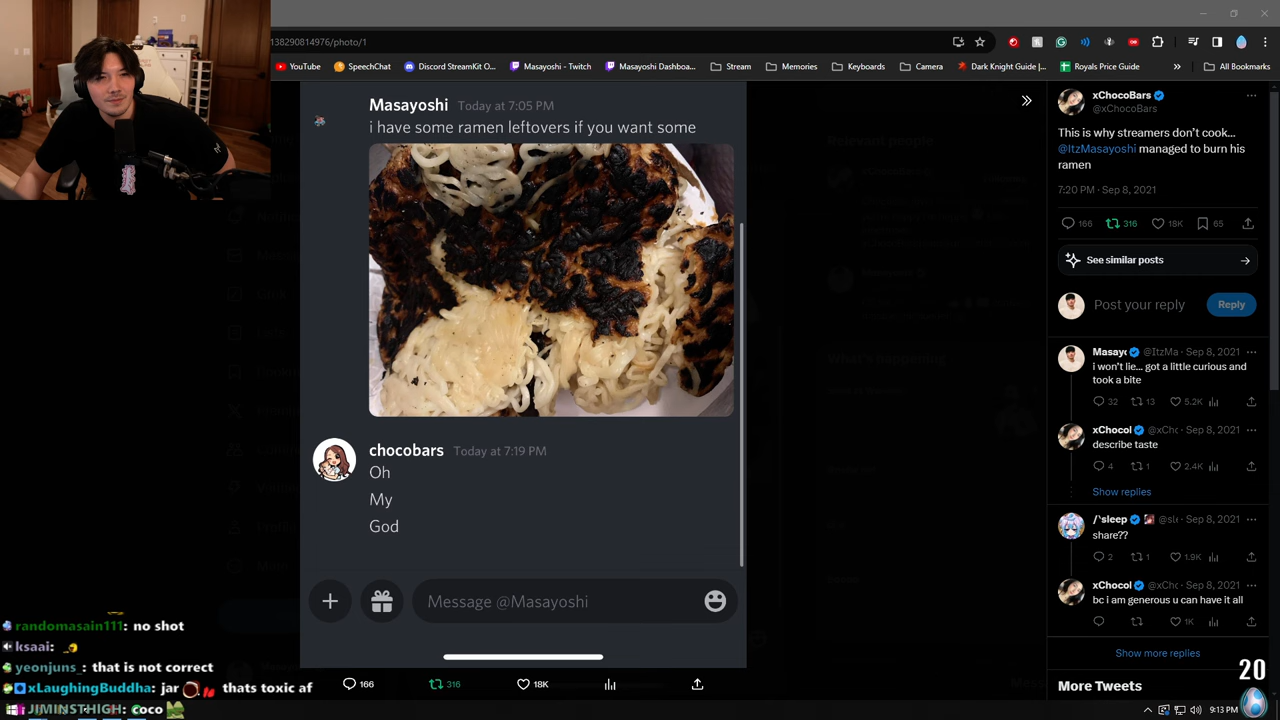 138290814976/photo/1
YouTube
SpeechChat
Discord StreamKit O...
Masayoshi - Twitch
Masayoshi Dashboa...
Stream
Memories
Keyboards
Camera
Dark Knight Guide |...
Royals Price Guide
»
All Bookmarks
Masayoshi Today at 7:05 PM
i have some ramen leftovers if you want some
chocobars Today at 7:19 PM
Oh
My
God
Message @Masayoshi
166
316
18K
xChocoBars
@xChocoBars
This is why streamers don't cook...
@ItzMasayoshi managed to burn his
ramen
7:20 PM · Sep 8, 2021
166 316 18K 65
See similar posts
Post your reply Reply
Masayo @ItzMa · Sep 8, 2021
i won't lie... got a little curious and
took a bite
32 13 5.2K
xChocol @xChc · Sep 8, 2021
describe taste
4 1 2.4K
Show replies
/\*sleep @sle · Sep 8, 2021
share??
2 1 1.9K
xChocol @xChc · Sep 8, 2021
bc i am generous u can have it all
1K
Show more replies
More Tweets
Relevant people
What's happening
randomasain111: no shot
ksaai:
yeonjuns_: that is not correct
xLaughingBuddha: jar thats toxic af
JIMINSTHIGH: coco
20
9:13 PM